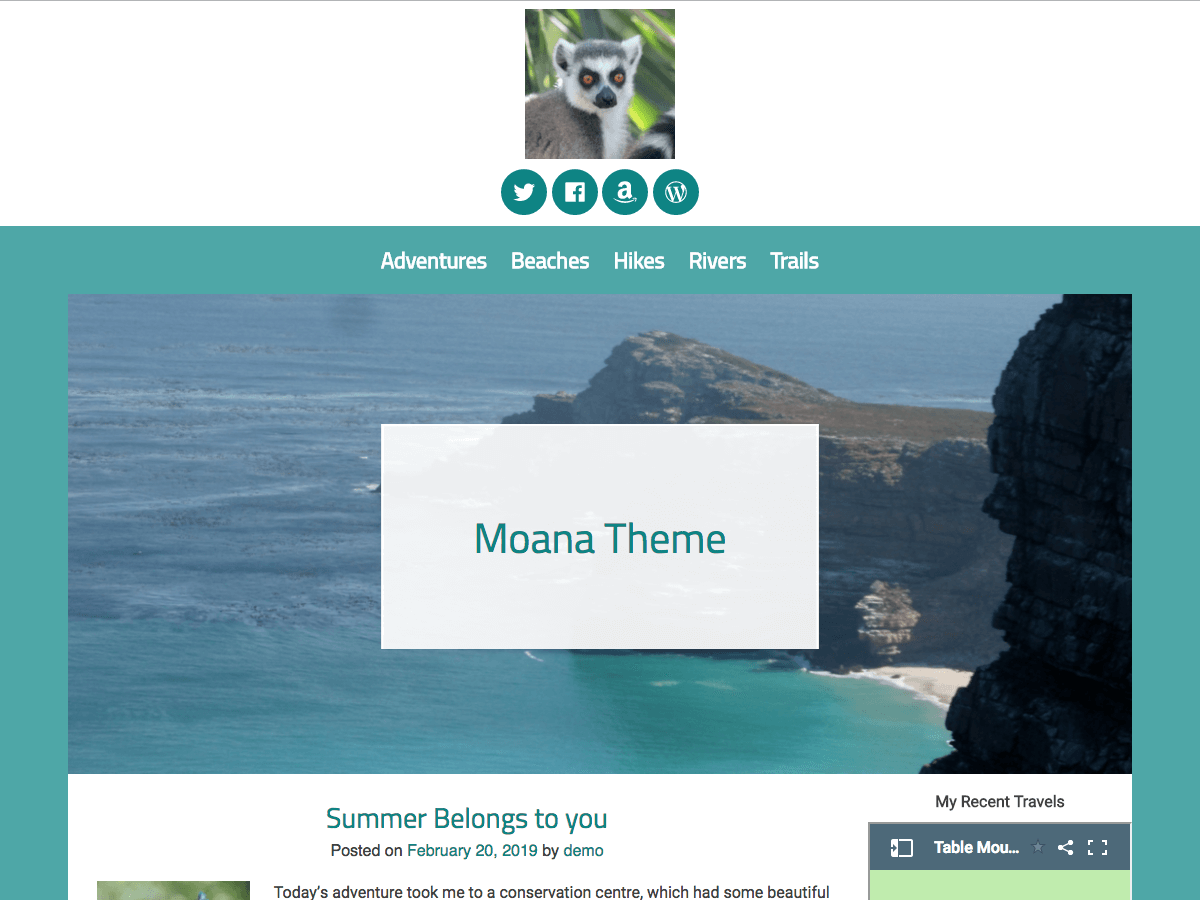 Adventures Beaches Hikes Rivers Trails
Moana Theme
Summer Belongs to you
Posted on February 20, 2019 by demo
Today’s adventure took me to a conservation centre, which had some beautiful
My Recent Travels
Table Mou...